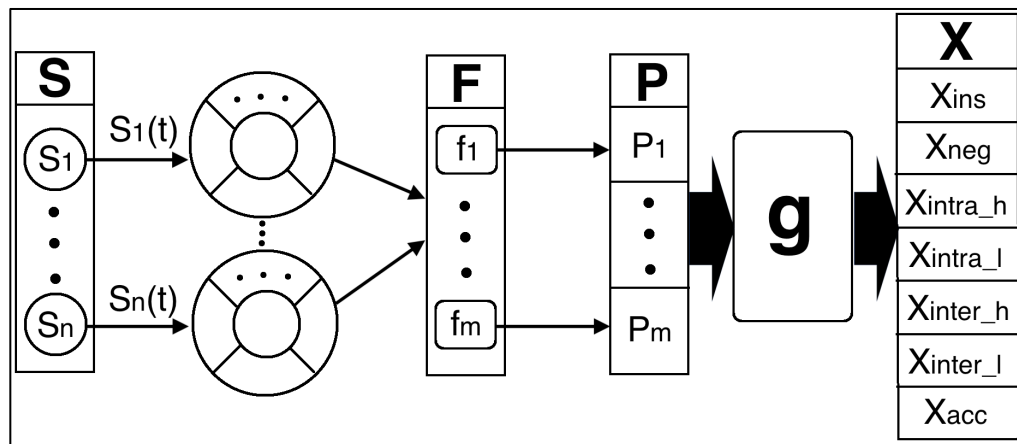 S
S1
Sn
S1(t)
Sn(t)
F
f1
fm
P
P1
Pm
g
X
Xins
Xneg
Xintra_h
Xintra_l
Xinter_h
Xinter_l
Xacc